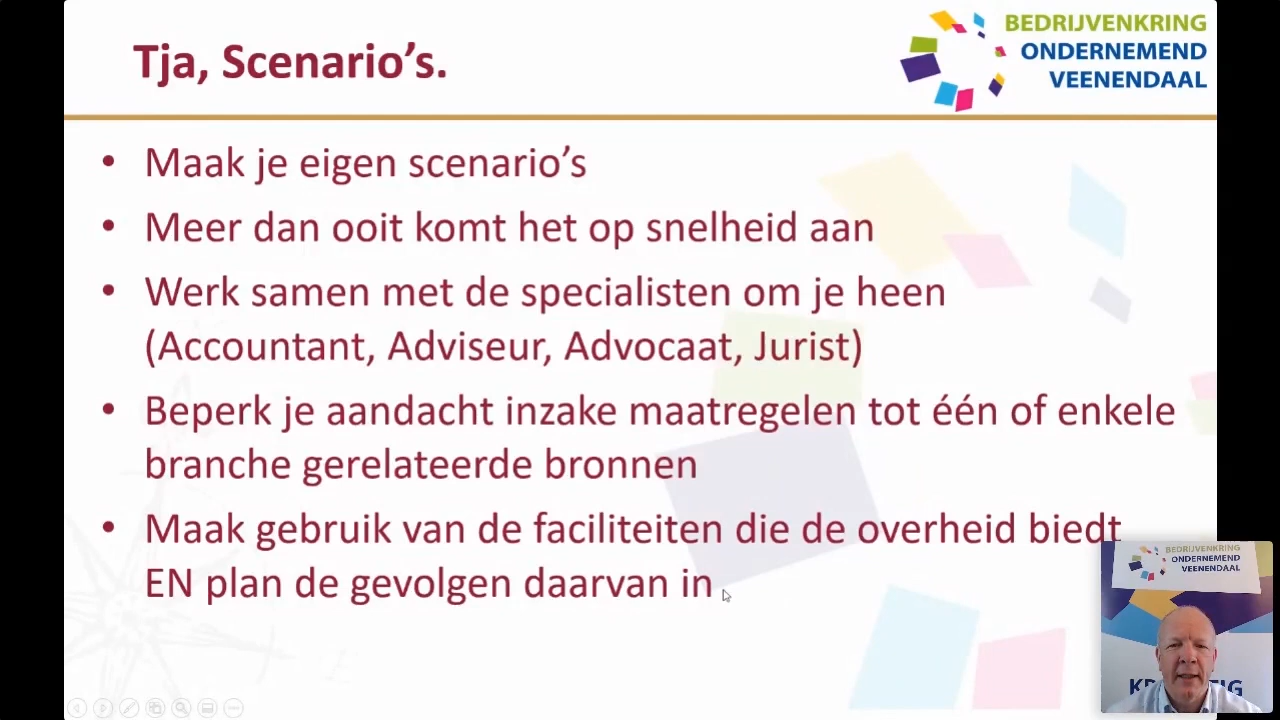 Tja, Scenario's.
BEDRIJVENKRING
ONDERNEMEND
VEENENDAAL
• Maak je eigen scenario's
• Meer dan ooit komt het op snelheid aan
• Werk samen met de specialisten om je heen
(Accountant, Adviseur, Advocaat, Jurist)
• Beperk je aandacht inzake maatregelen tot één of enkele
branche gerelateerde bronnen
• Maak gebruik van de faciliteiten die de overheid biedt
EN plan de gevolgen daarvan in
BEDRIJVENKRING
ONDERNEMEND
VEENENDAAL